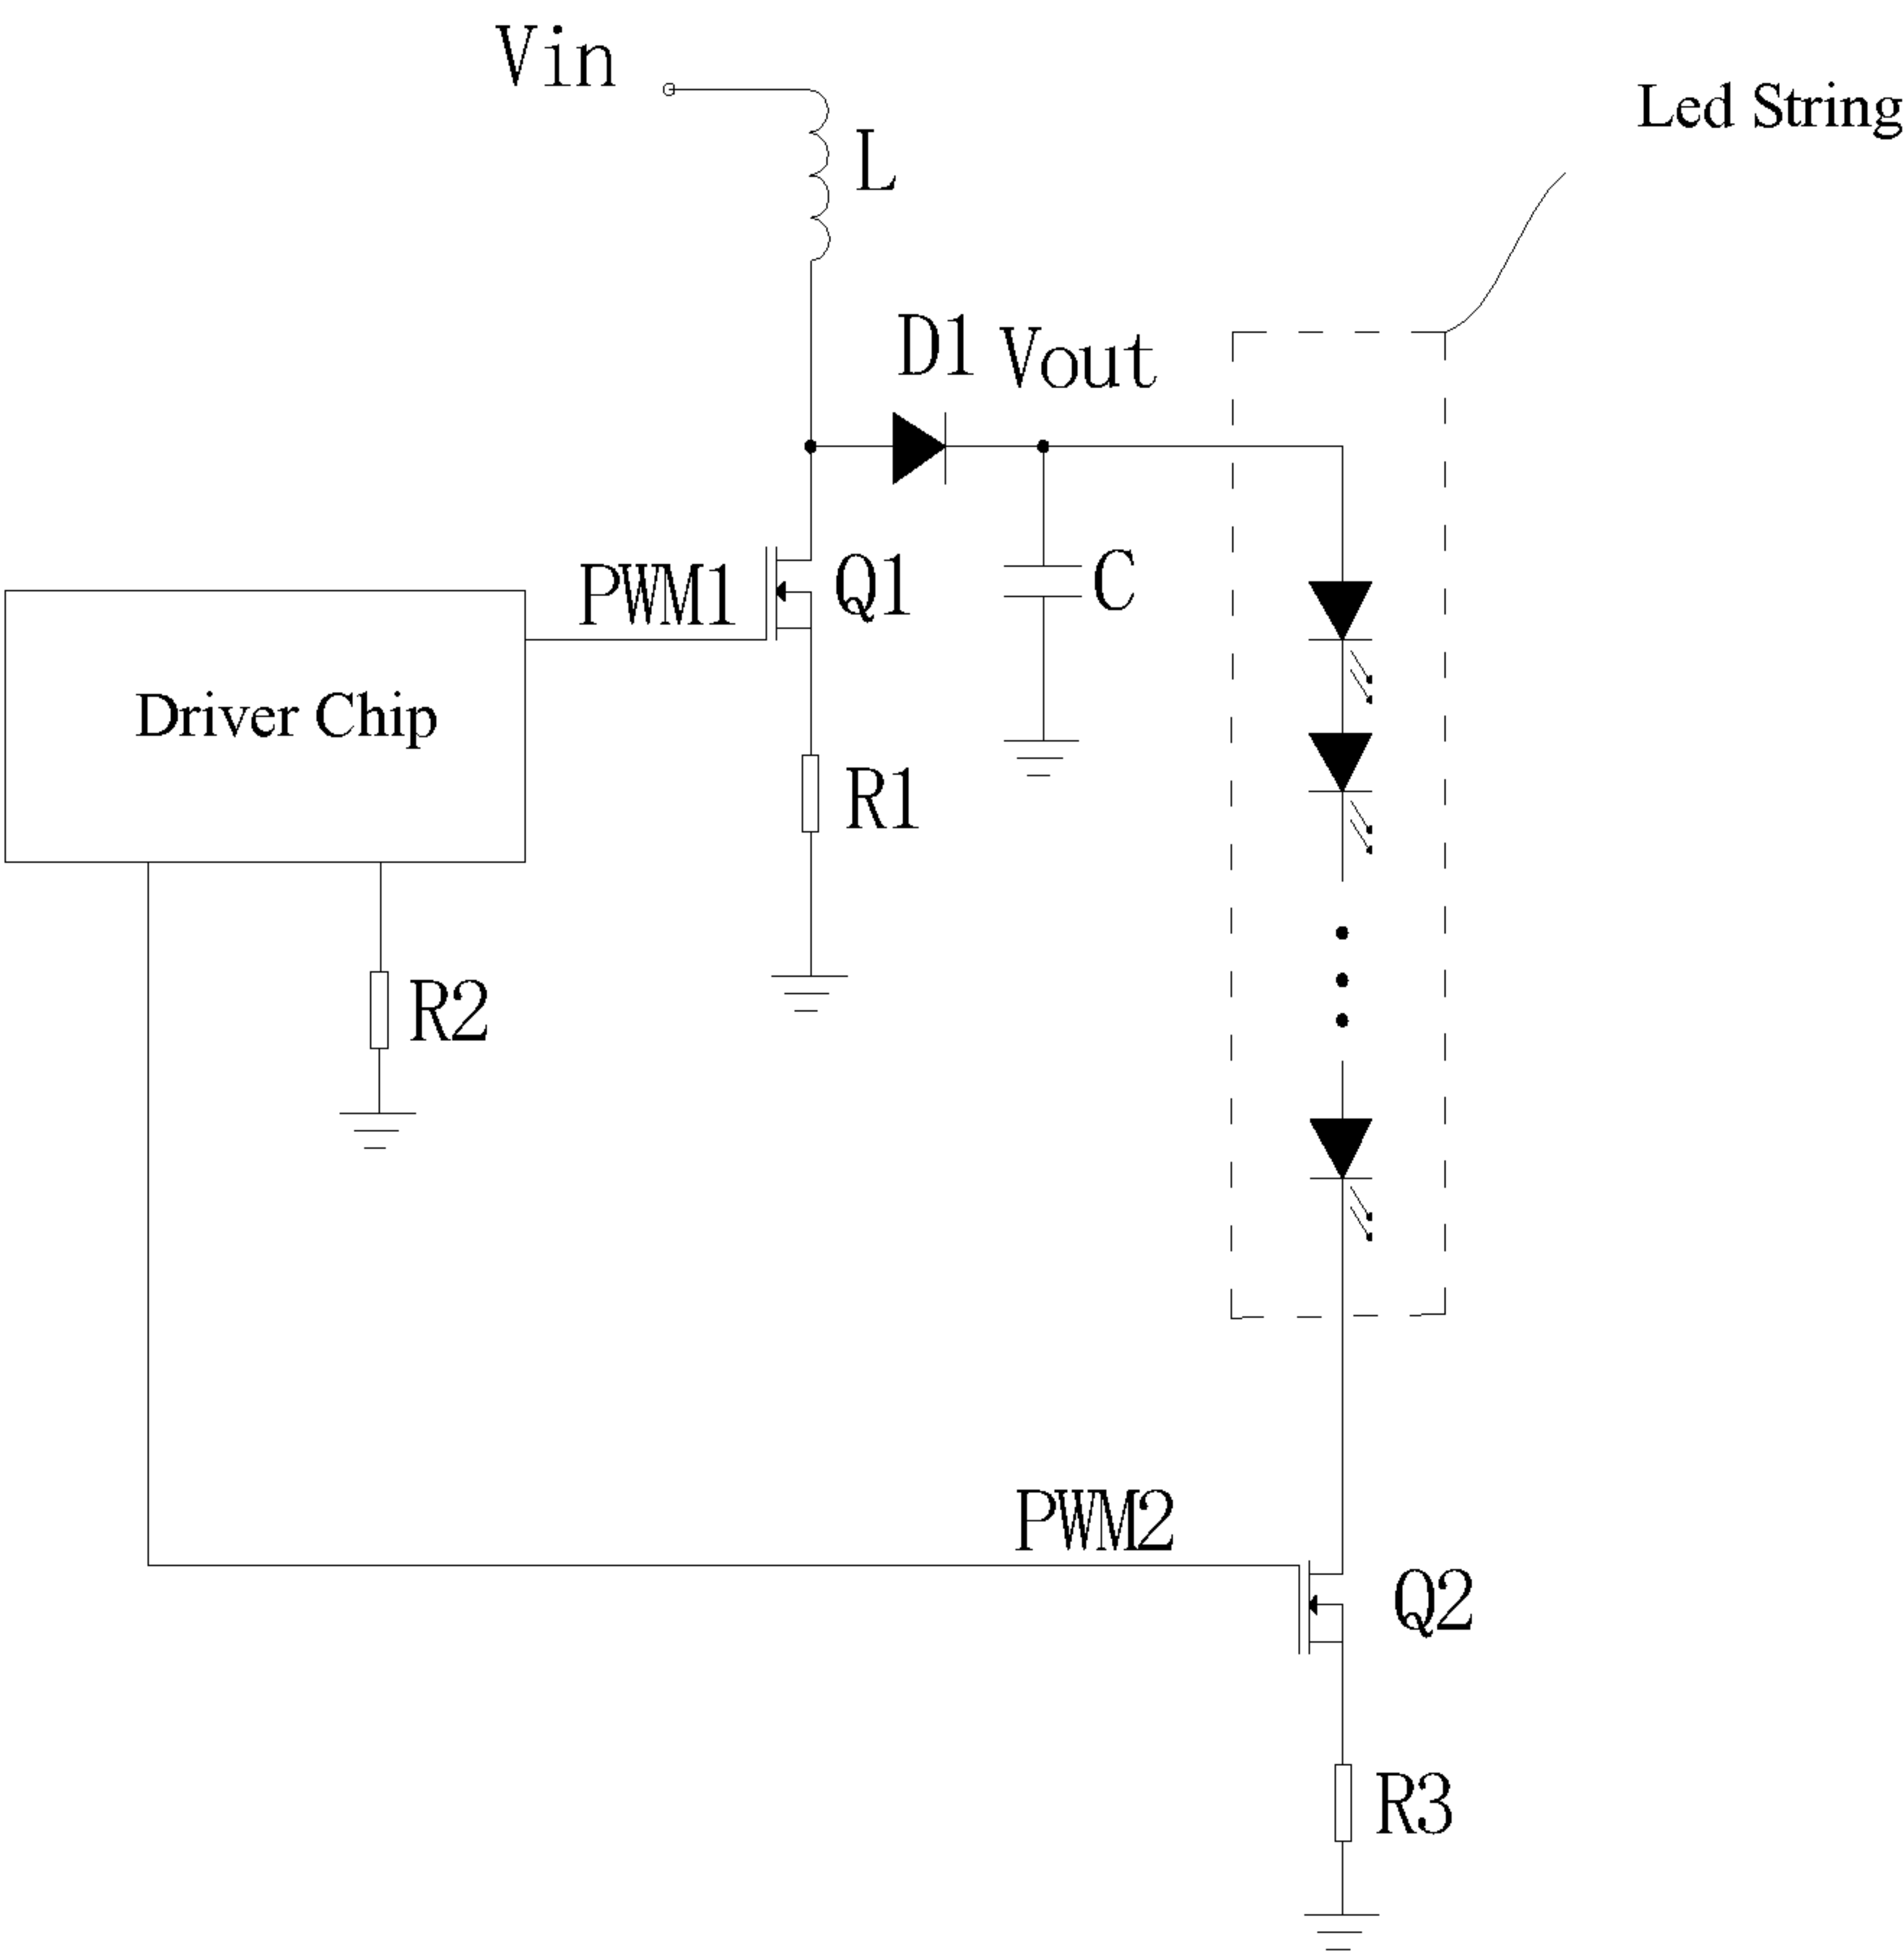 Vin
Led String
L
D1
Vout
PWM1
Q1
C
Driver Chip
R1
R2
PWM2
Q2
R3